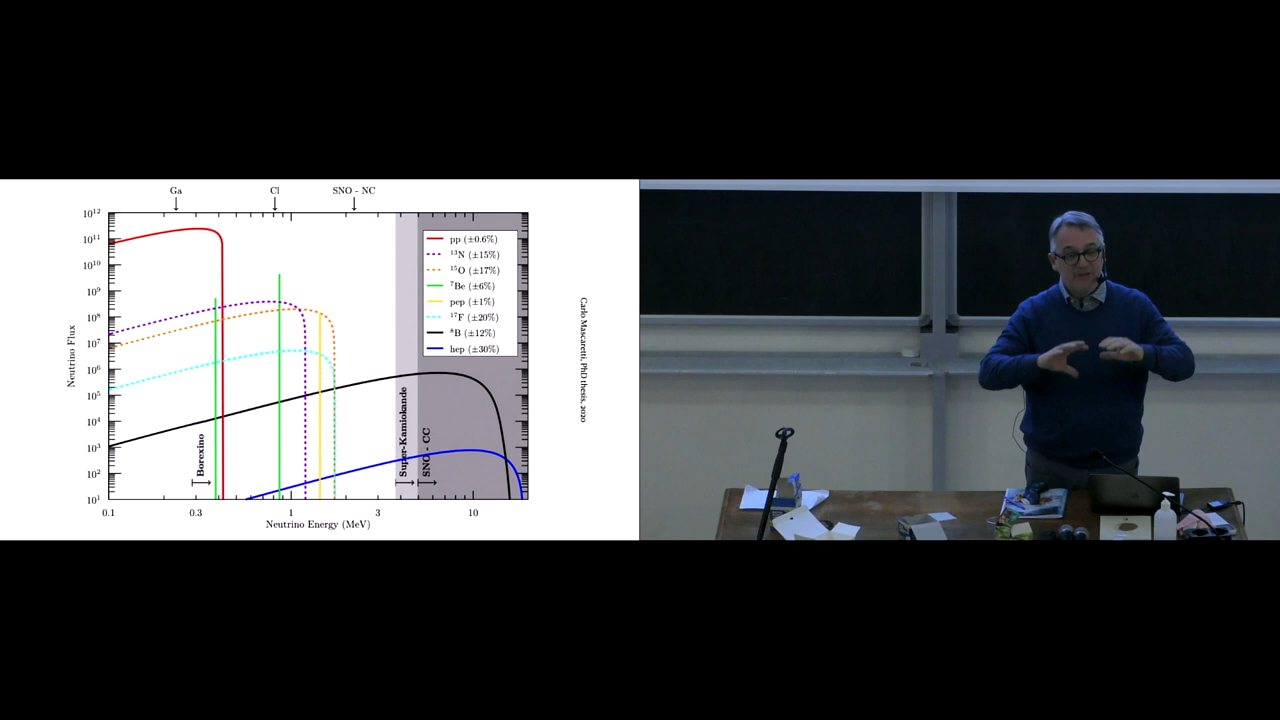 Ga
Cl
SNO - NC
10¹²
10¹¹
10¹⁰
10⁹
10⁸
10⁷
10⁶
10⁵
10⁴
10³
10²
10¹
Neutrino Flux
pp (±0.6%)
¹³N (±15%)
¹⁵O (±17%)
⁷Be (±6%)
pep (±1%)
¹⁷F (±20%)
⁸B (±12%)
hep (±30%)
Borexino
Super-Kamiokande
SNO - CC
0.1
0.3
1
3
10
Neutrino Energy (MeV)
Carlo Mascaretti, PhD thesis, 2020